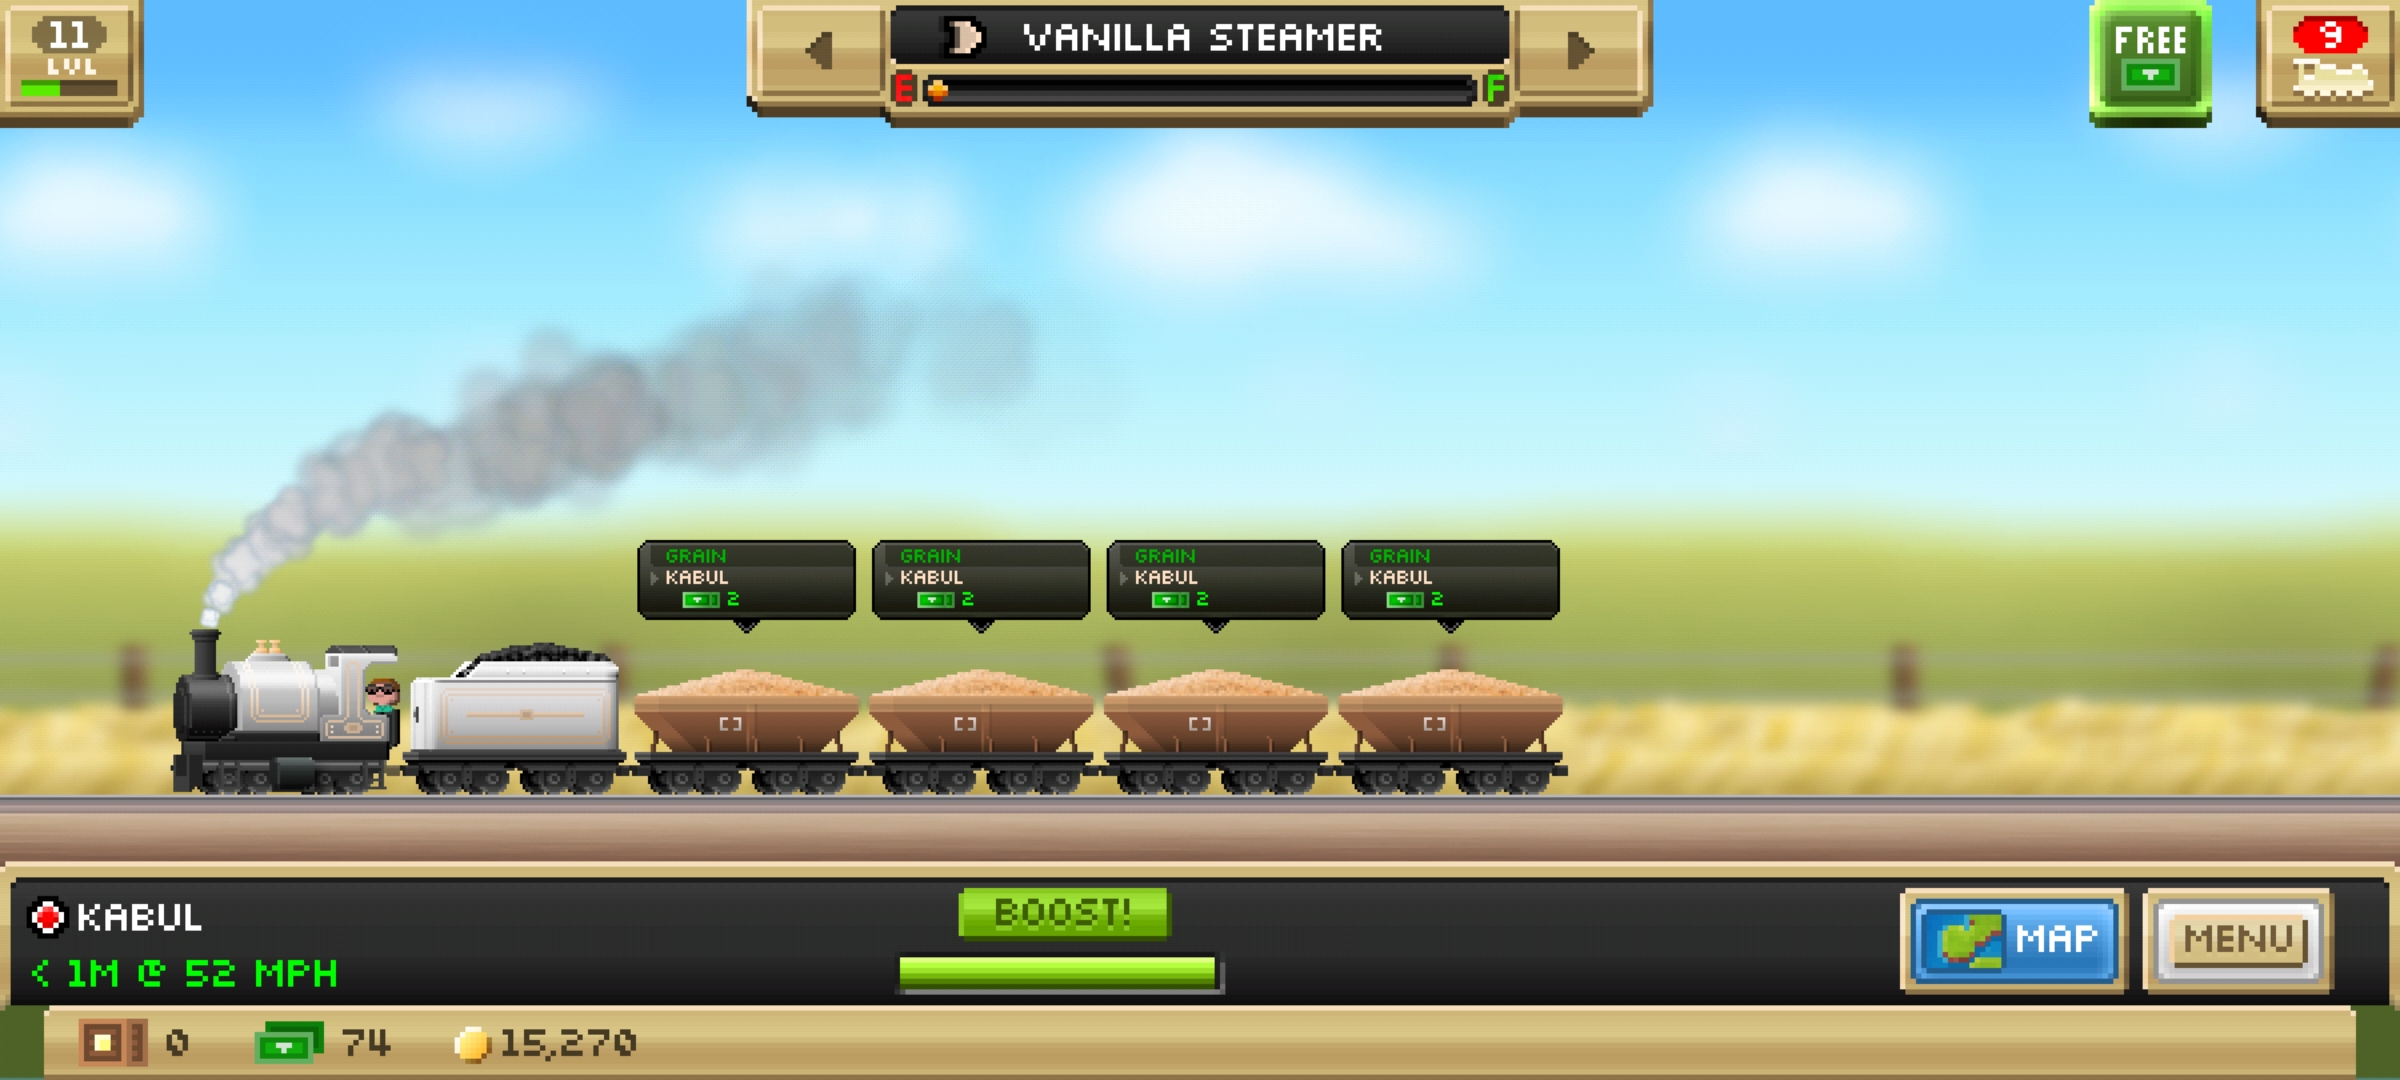 11
LVL
VANILLA STEAMER
E F
FREE
9
GRAIN
KABUL
2
GRAIN
KABUL
2
GRAIN
KABUL
2
GRAIN
KABUL
2
KABUL
< 1M @ 52 MPH
BOOST!
MAP
MENU
0 74 15,270